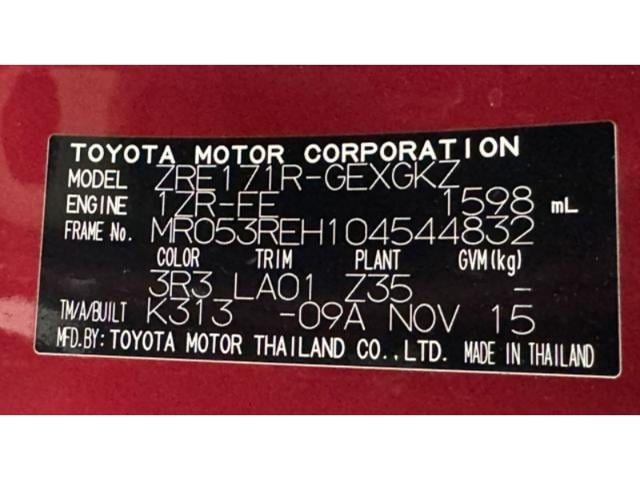 TOYOTA MOTOR CORPORATION
MODEL ZRE171R-GEXGKZ
ENGINE 1ZR-FE 1598 mL
FRAME No. MR053REH104544832
COLOR TRIM PLANT GVM(kg)
3R3 LA01 Z35 -
TM/A/BUILT K313 -09A NOV 15
MFD.BY: TOYOTA MOTOR THAILAND CO.,LTD. MADE IN THAILAND